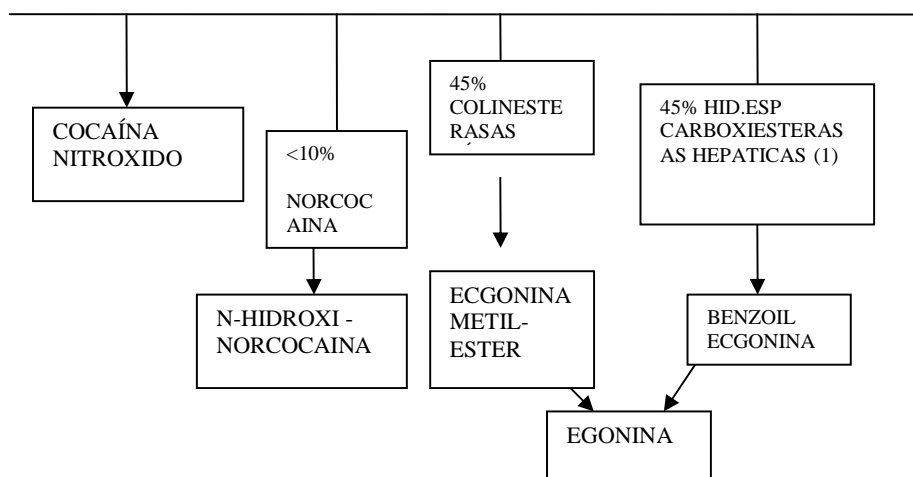 COCAÍNA
NITROXIDO
<10%
NORCOC
AINA
N-HIDROXI -
NORCOCAINA
45%
COLINESTE
RASAS
ECGONINA
METIL-
ESTER
45% HID.ESP
CARBOXIESTERAS
AS HEPATICAS (1)
BENZOIL
ECGONINA
EGONINA